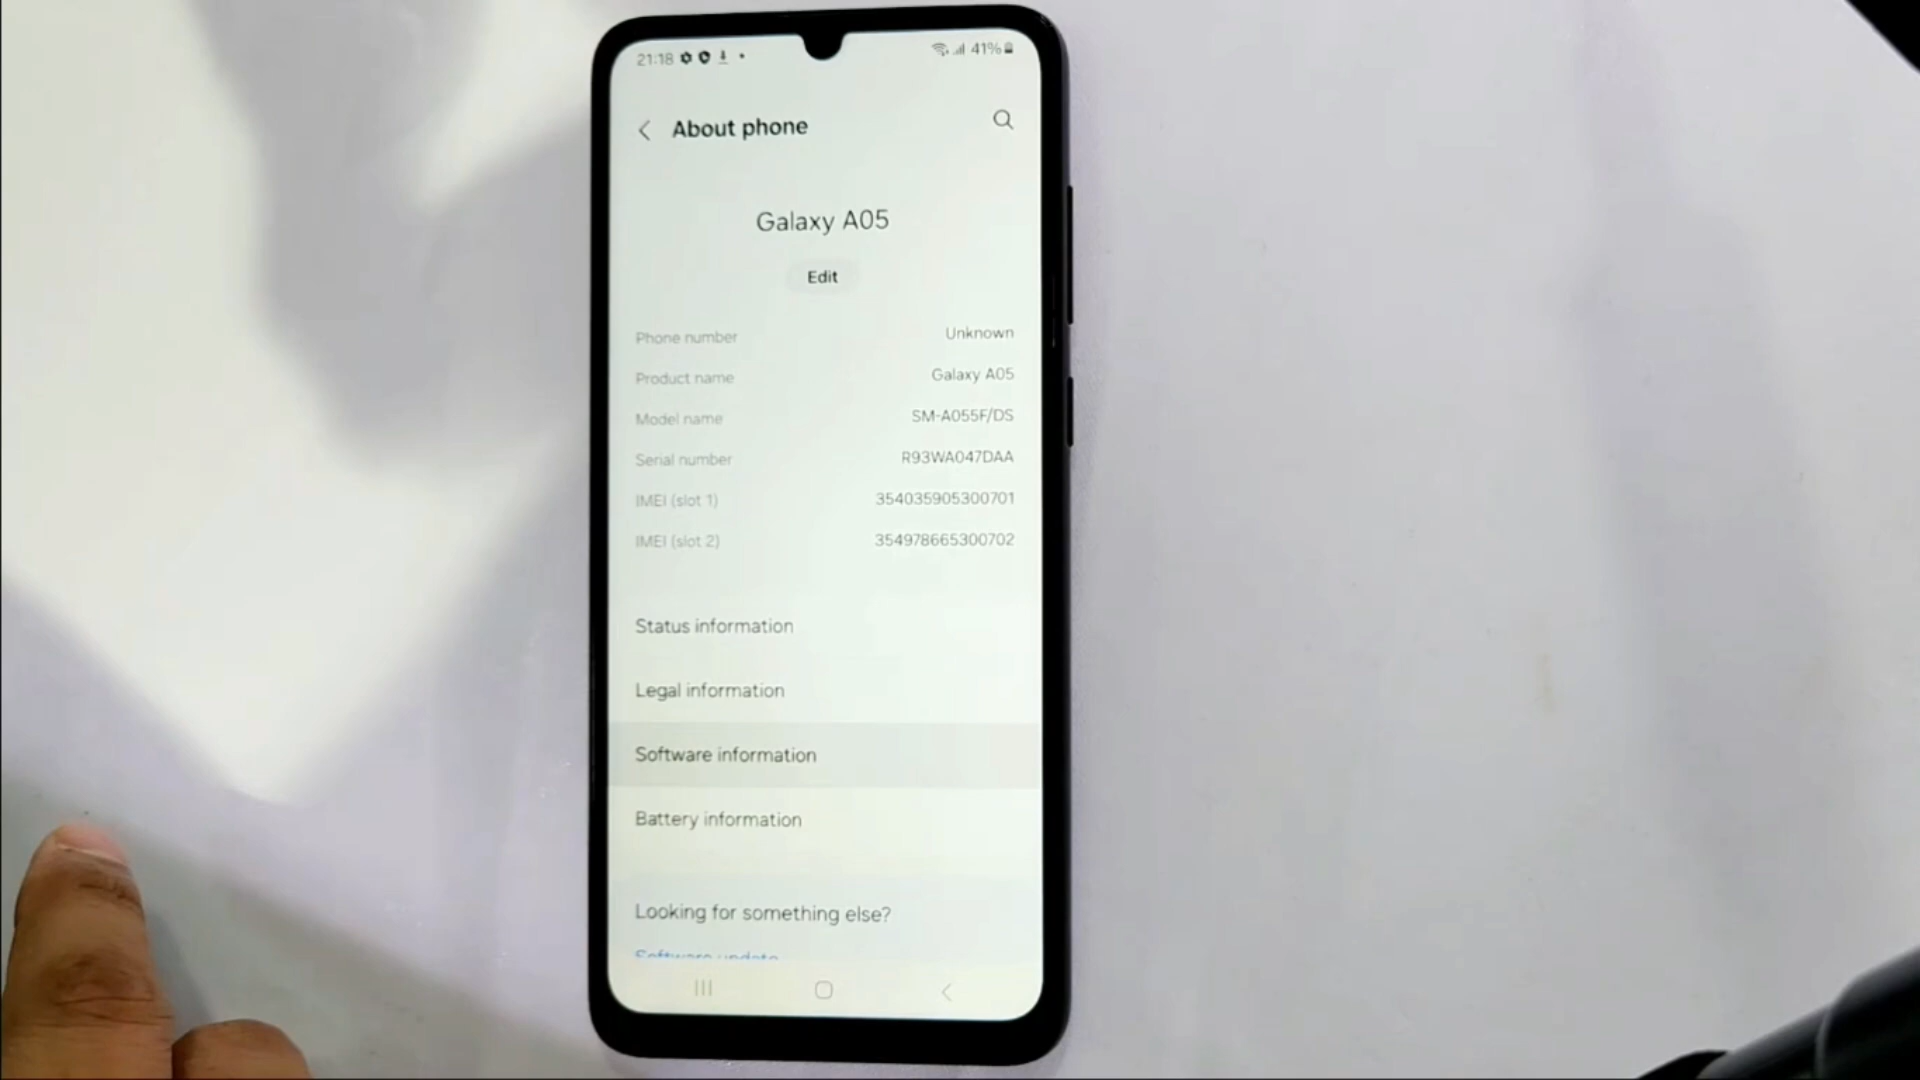 21:18 41%
About phone
Galaxy A05
Edit
Phone number Unknown
Product name Galaxy A05
Model name SM-A055F/DS
Serial number R93WA047DAA
IMEI (slot 1) 354035905300701
IMEI (slot 2) 354978665300702
Status information
Legal information
Software information
Battery information
Looking for something else?
Software update